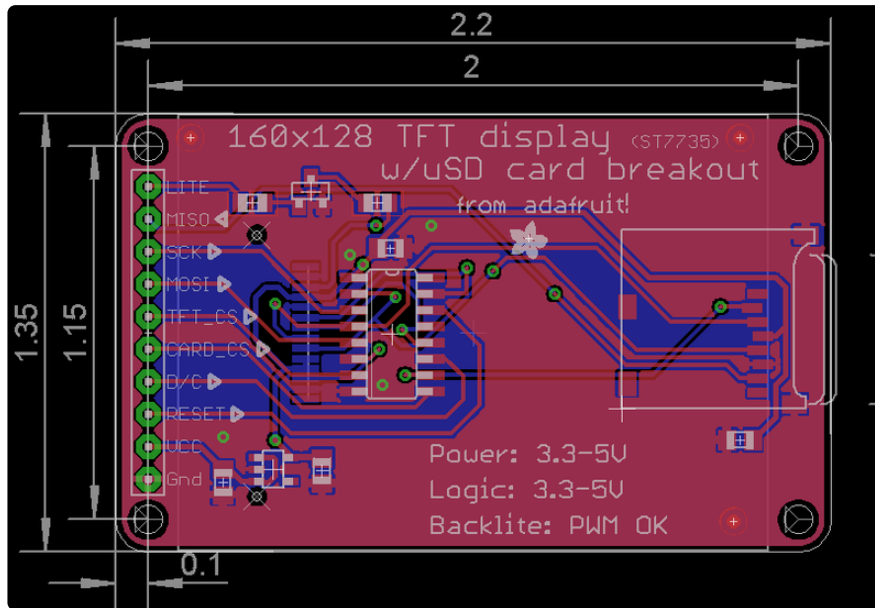 2.2
2
160x128 TFT display (ST7735)
w/uSD card breakout
from adafruit!
LITE
MISO
SCK
MOSI
TFT_CS
CARD_CS
D/C
RESET
VCC
Gnd
1.35
1.15
Power: 3.3-5V
Logic: 3.3-5V
Backlite: PWM OK
0.1